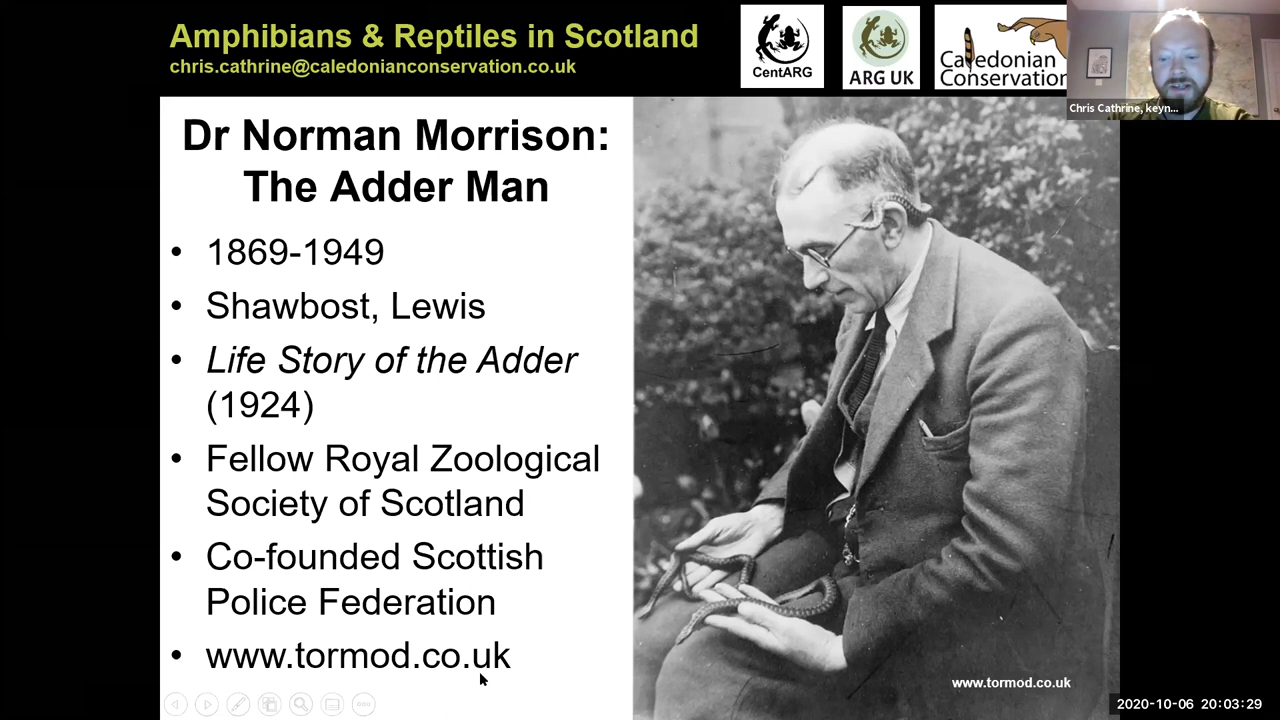 Amphibians & Reptiles in Scotland
chris.cathrine@caledonianconservation.co.uk
CentARG
ARG UK
Caledonian
Conservation
Chris Cathrine, keyn...
Dr Norman Morrison:
The Adder Man
• 1869-1949
• Shawbost, Lewis
• Life Story of the Adder
(1924)
• Fellow Royal Zoological
Society of Scotland
• Co-founded Scottish
Police Federation
• www.tormod.co.uk
www.tormod.co.uk
2020-10-06 20:03:29